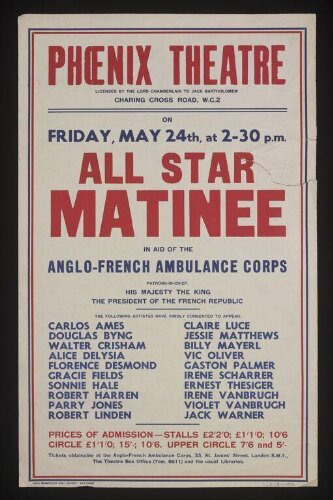 PHŒNIX THEATRE
LICENSED BY THE LORD CHAMBERLAIN TO JACK BARTHOLOMEW
CHARING CROSS ROAD, W.C.2
ON
FRIDAY, MAY 24th, at 2-30 p.m.
ALL STAR
MATINEE
IN AID OF THE
ANGLO-FRENCH AMBULANCE CORPS
PATRONS-IN-CHIEF:
HIS MAJESTY THE KING
THE PRESIDENT OF THE FRENCH REPUBLIC
THE FOLLOWING ARTISTES HAVE KINDLY CONSENTED TO APPEAR:
CARLOS AMES
DOUGLAS BYNG
WALTER CRISHAM
ALICE DELYSIA
FLORENCE DESMOND
GRACIE FIELDS
SONNIE HALE
ROBERT HARREN
PARRY JONES
ROBERT LINDEN
CLAIRE LUCE
JESSIE MATTHEWS
BILLY MAYERL
VIC OLIVER
GASTON PALMER
IRENE SCHARRER
ERNEST THESIGER
IRENE VANBRUGH
VIOLET VANBRUGH
JACK WARNER
PRICES OF ADMISSION—STALLS £2'2'0; £1'1'0; 10'6
CIRCLE £1'1'0; 15'-; 10'6. UPPER CIRCLE 7'6 and 5'-
Tickets obtainable at the Anglo-French Ambulance Corps, 33, St. James' Street, London S.W.1.,
The Theatre Box Office (Tem. 8611) and the usual Libraries.